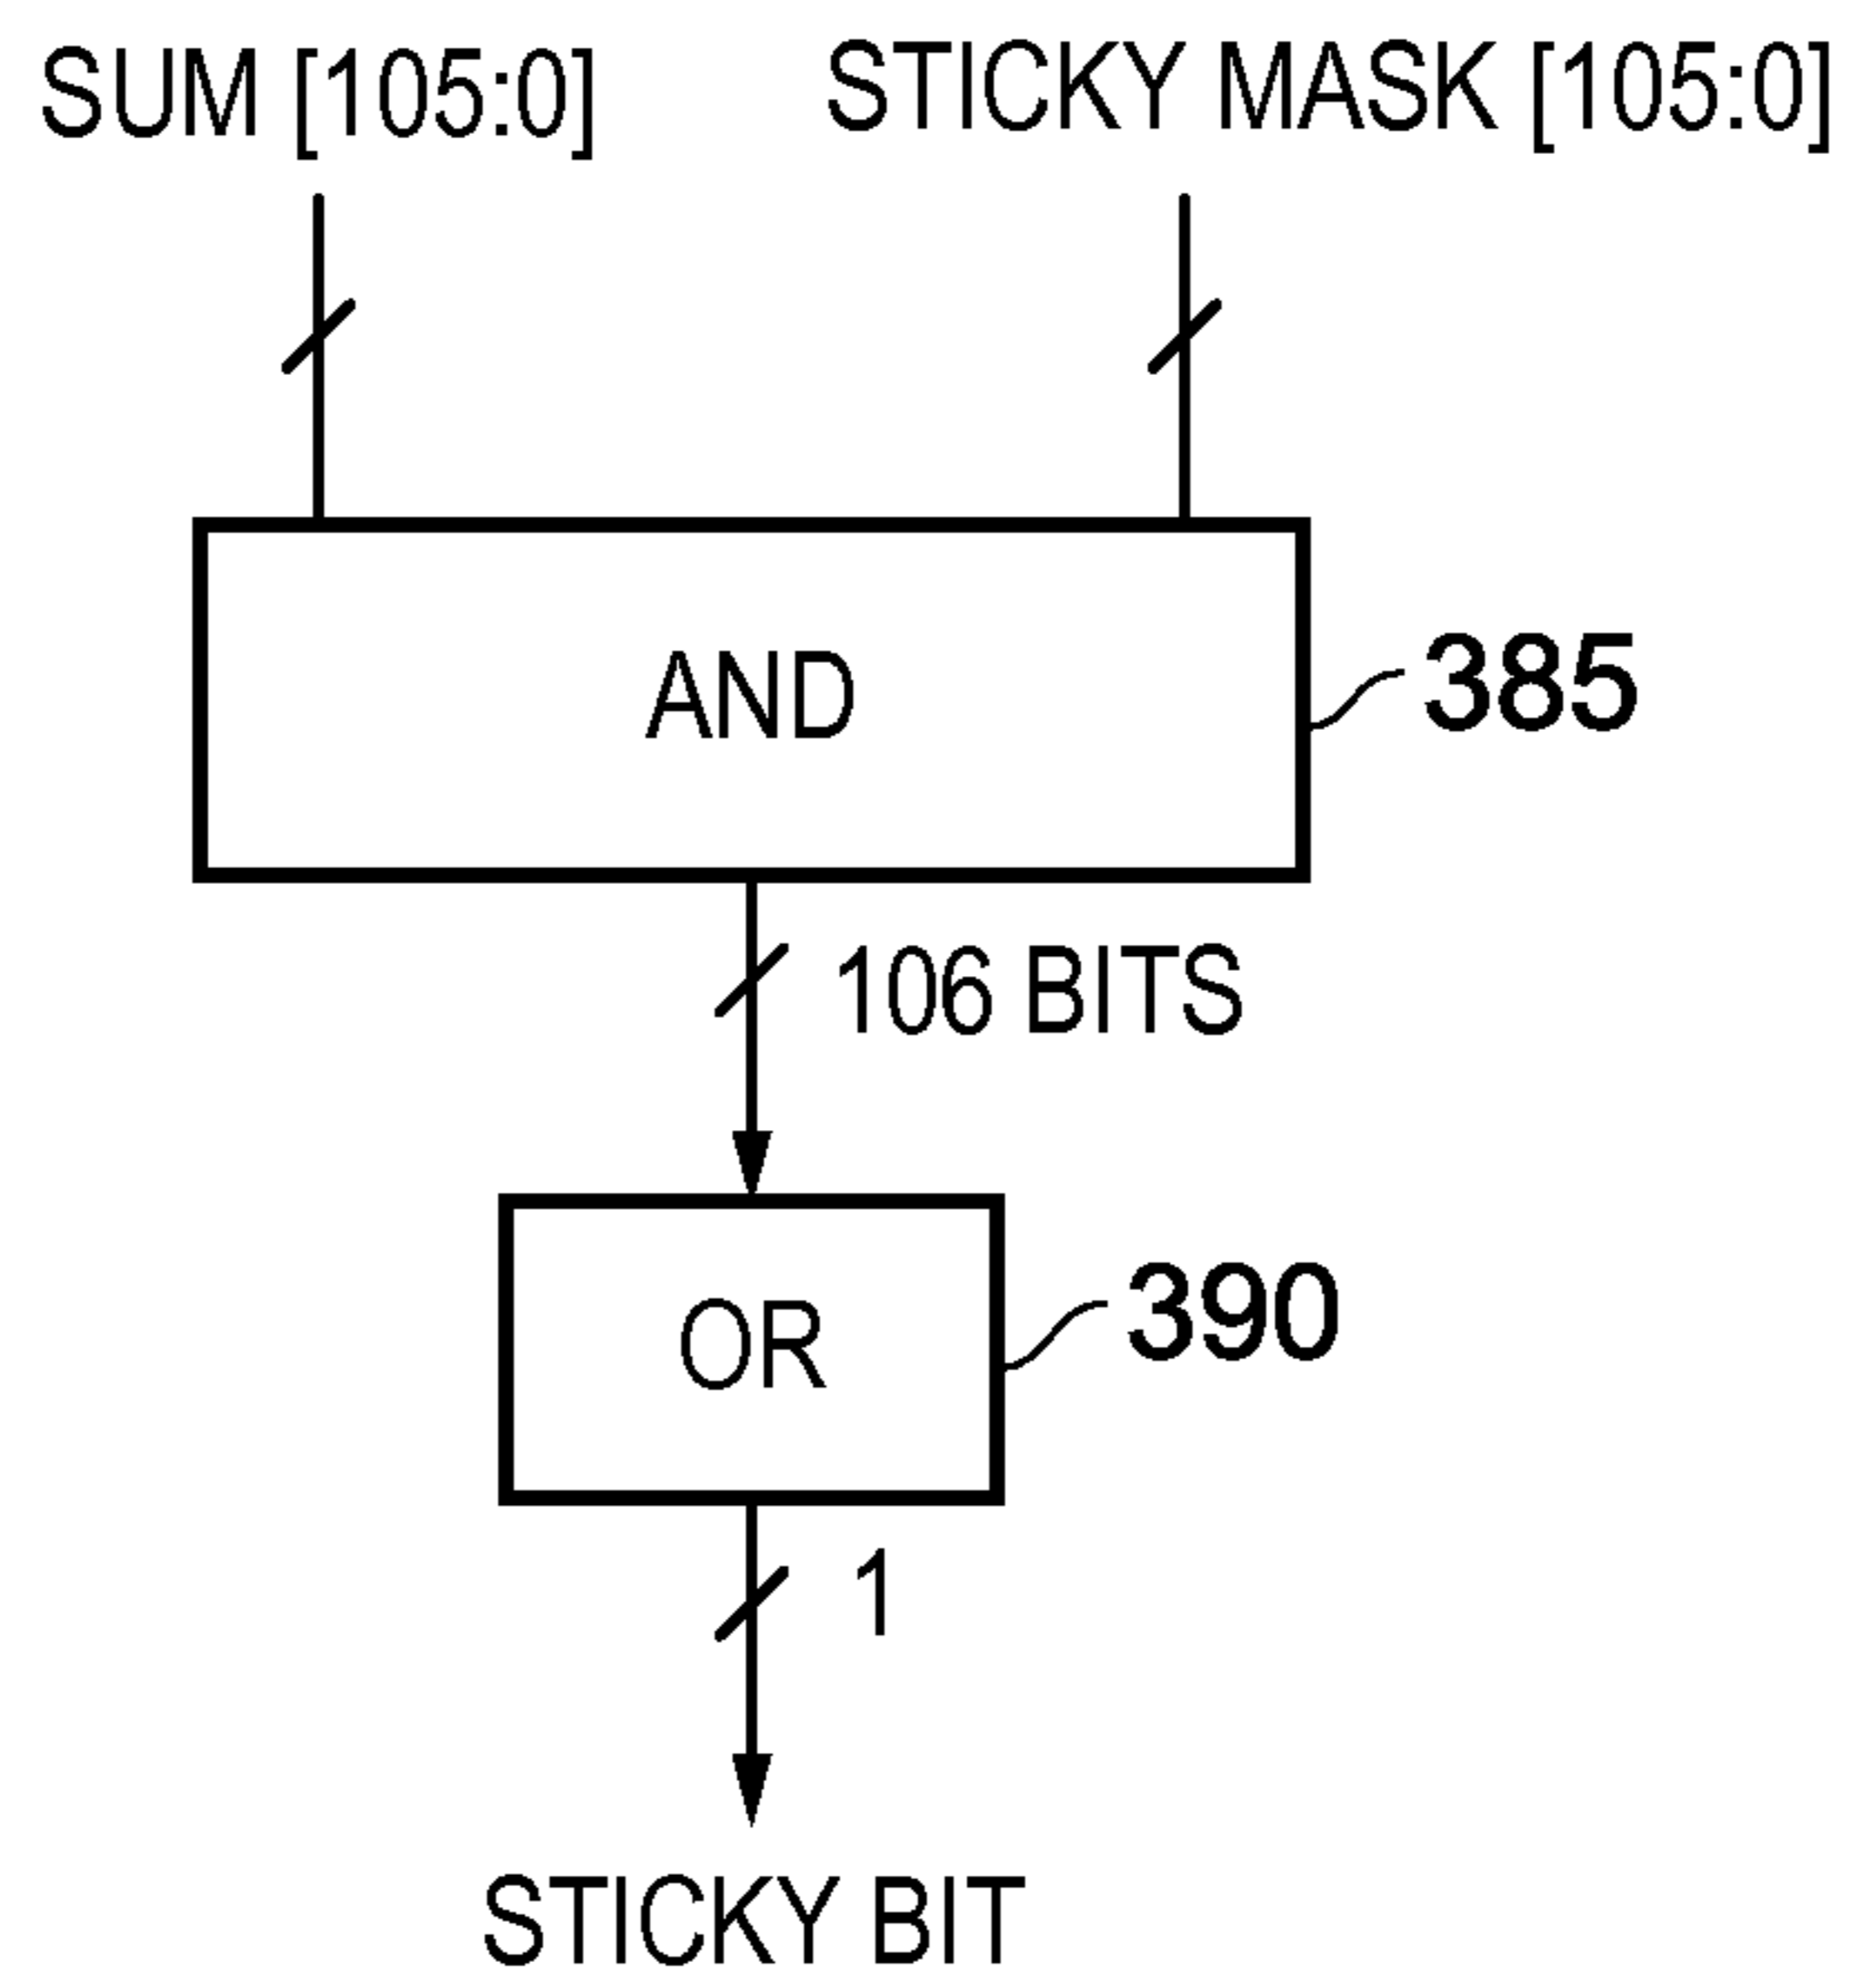 SUM [105:0]
STICKY MASK [105:0]
AND
385
106 BITS
OR
390
1
STICKY BIT